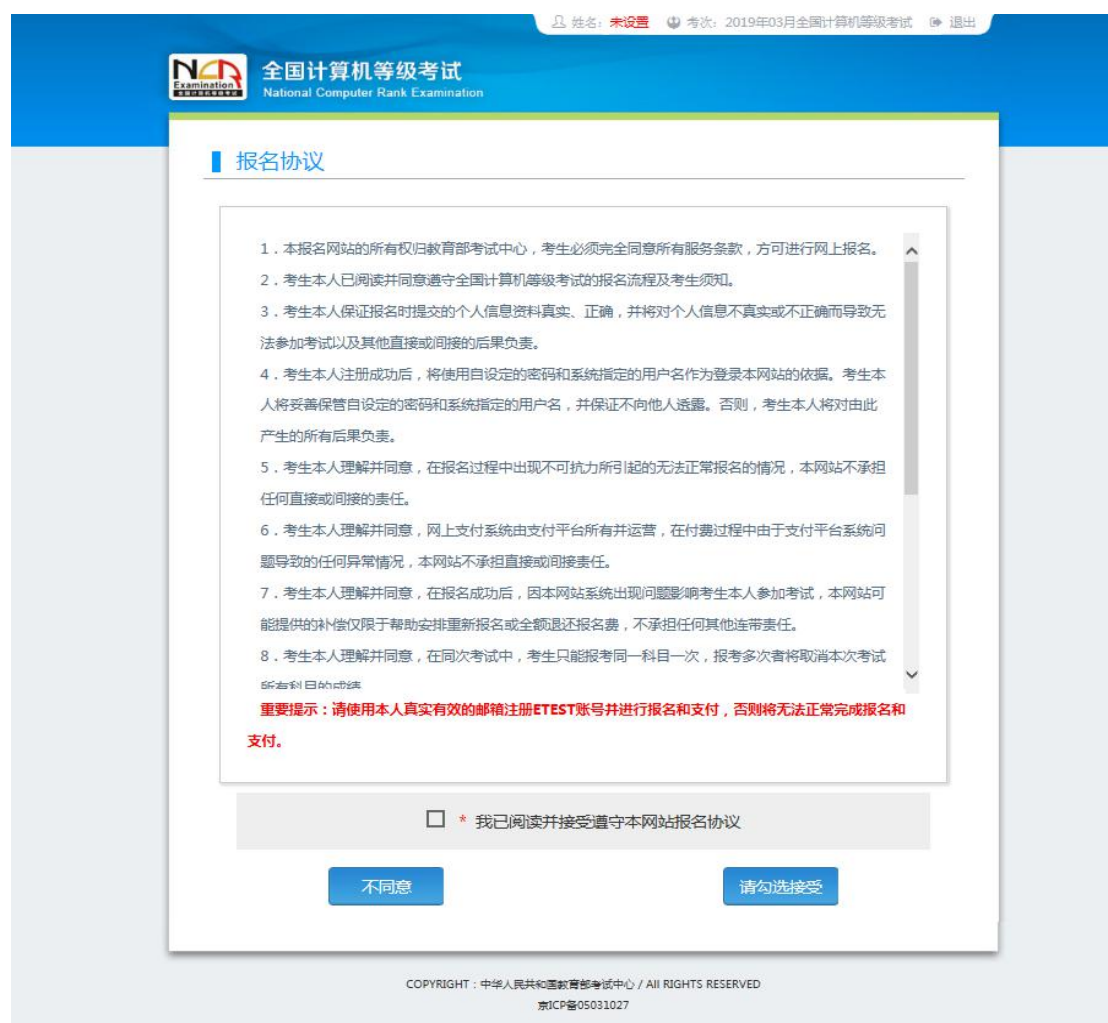 姓名：未设置 考次：2019年03月全国计算机等级考试 退出
NCR
Examination
全国计算机等级考试
National Computer Rank Examination
报名协议
1．本报名网站的所有权归教育部考试中心，考生必须完全同意所有服务条款，方可进行网上报名。
2．考生本人已阅读并同意遵守全国计算机等级考试的报名流程及考生须知。
3．考生本人保证报名时提交的个人信息资料真实、正确，并将对个人信息不真实或不正确而导致无
法参加考试以及其他直接或间接的后果负责。
4．考生本人注册成功后，将使用自设定的密码和系统指定的用户名作为登录本网站的依据。考生本
人将妥善保管自设定的密码和系统指定的用户名，并保证不向他人透露。否则，考生本人将对由此
产生的所有后果负责。
5．考生本人理解并同意，在报名过程中出现不可抗力所引起的无法正常报名的情况，本网站不承担
任何直接或间接的责任。
6．考生本人理解并同意，网上支付系统由支付平台所有并运营，在付费过程中由于支付平台系统问
题导致的任何异常情况，本网站不承担直接或间接责任。
7．考生本人理解并同意，在报名成功后，因本网站系统出现问题影响考生本人参加考试，本网站可
能提供的补偿仅限于帮助安排重新报名或全额退还报名费，不承担任何其他连带责任。
8．考生本人理解并同意，在同次考试中，考生只能报考同一科目一次，报考多次者将取消本次考试
所有科目的成绩
重要提示：请使用本人真实有效的邮箱注册ETEST账号并进行报名和支付，否则将无法正常完成报名和
支付。
* 我已阅读并接受遵守本网站报名协议
不同意 请勾选接受
COPYRIGHT：中华人民共和国教育部考试中心 / All RIGHTS RESERVED
京ICP备05031027